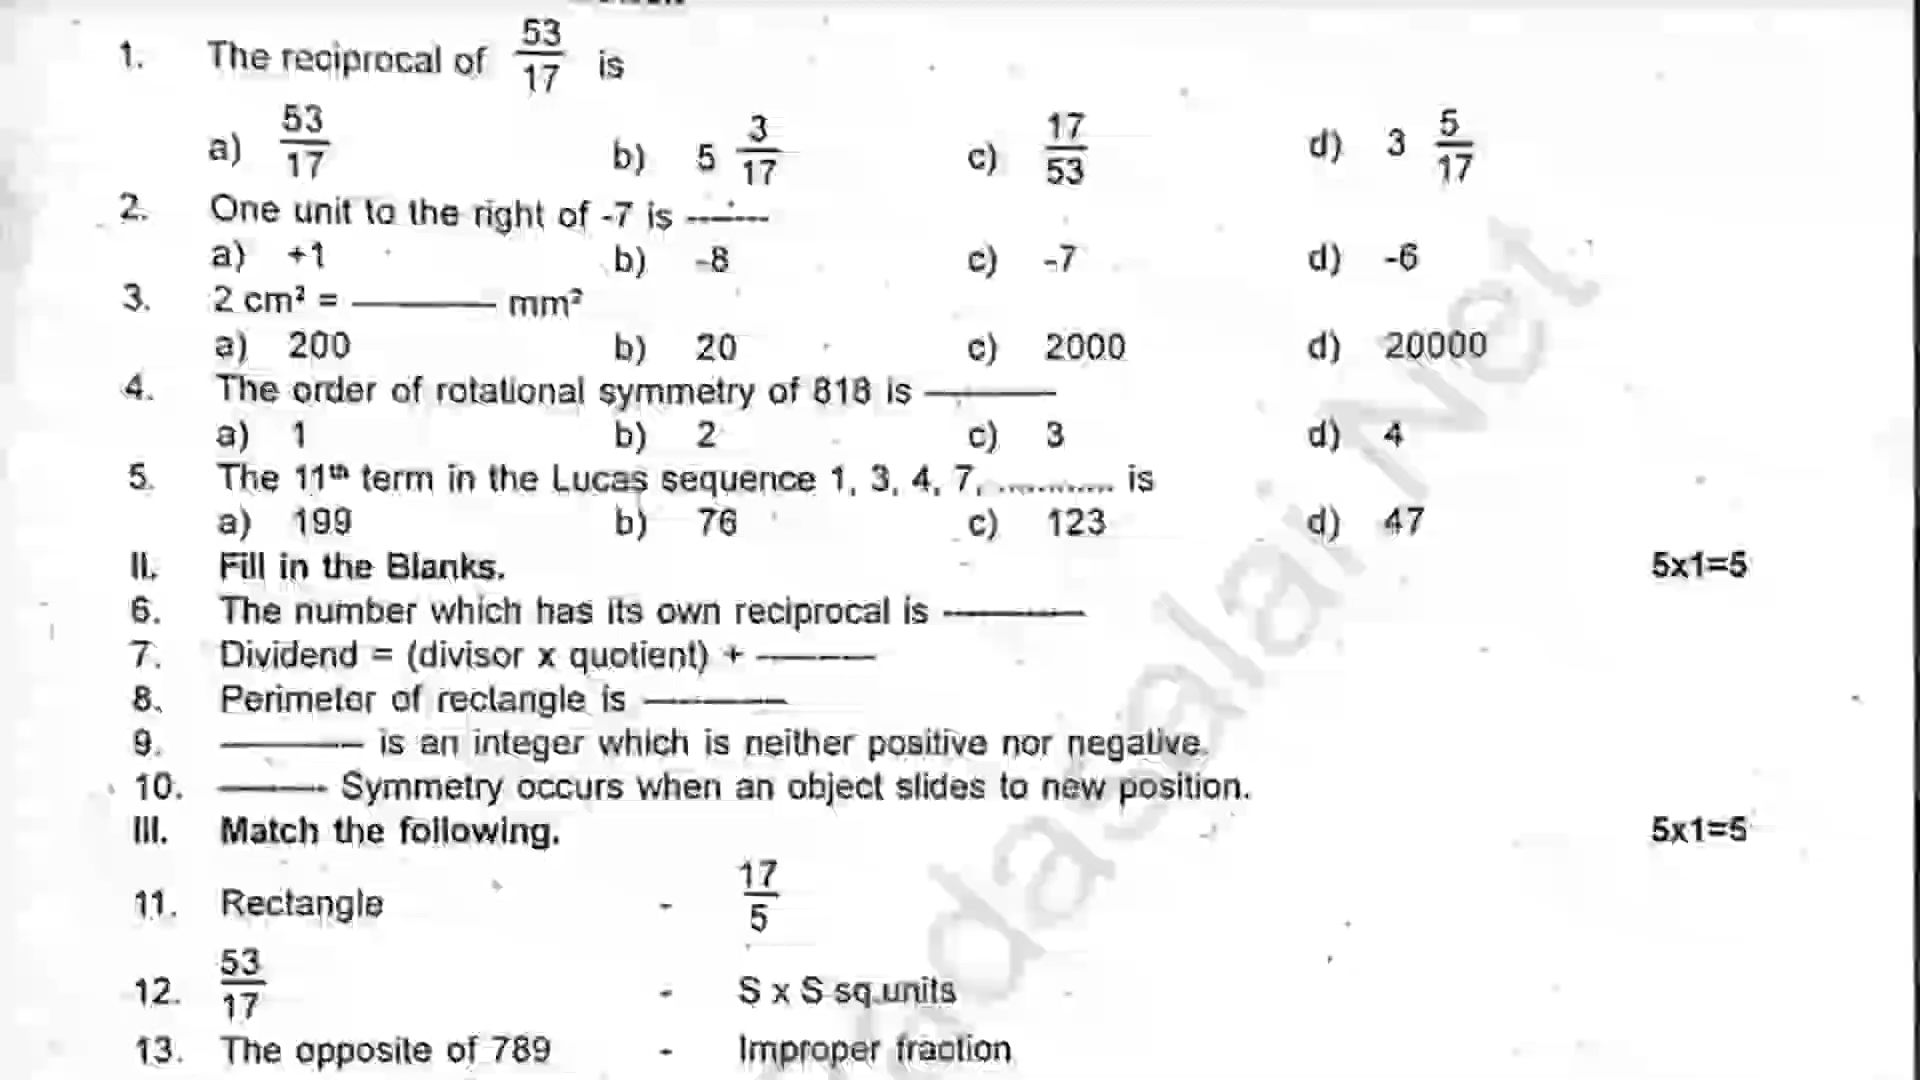 1. The reciprocal of 53/17 is
a) 53/17 b) 5 3/17 c) 17/53 d) 3 5/17
2. One unit to the right of -7 is -------
a) +1 b) -8 c) -7 d) -6
3. 2 cm² = ________ mm²
a) 200 b) 20 c) 2000 d) 20000
4. The order of rotational symmetry of 818 is ________
a) 1 b) 2 c) 3 d) 4
5. The 11th term in the Lucas sequence 1, 3, 4, 7, ............ is
a) 199 b) 76 c) 123 d) 47
II. Fill in the Blanks. 5x1=5
6. The number which has its own reciprocal is ________
7. Dividend = (divisor x quotient) + ________
8. Perimeter of rectangle is ________
9. ________ is an integer which is neither positive nor negative.
10. ________ Symmetry occurs when an object slides to new position.
III. Match the following. 5x1=5
11. Rectangle - 17/5
12. 53/17 - S x S sq.units
13. The opposite of 789 - Improper fraction